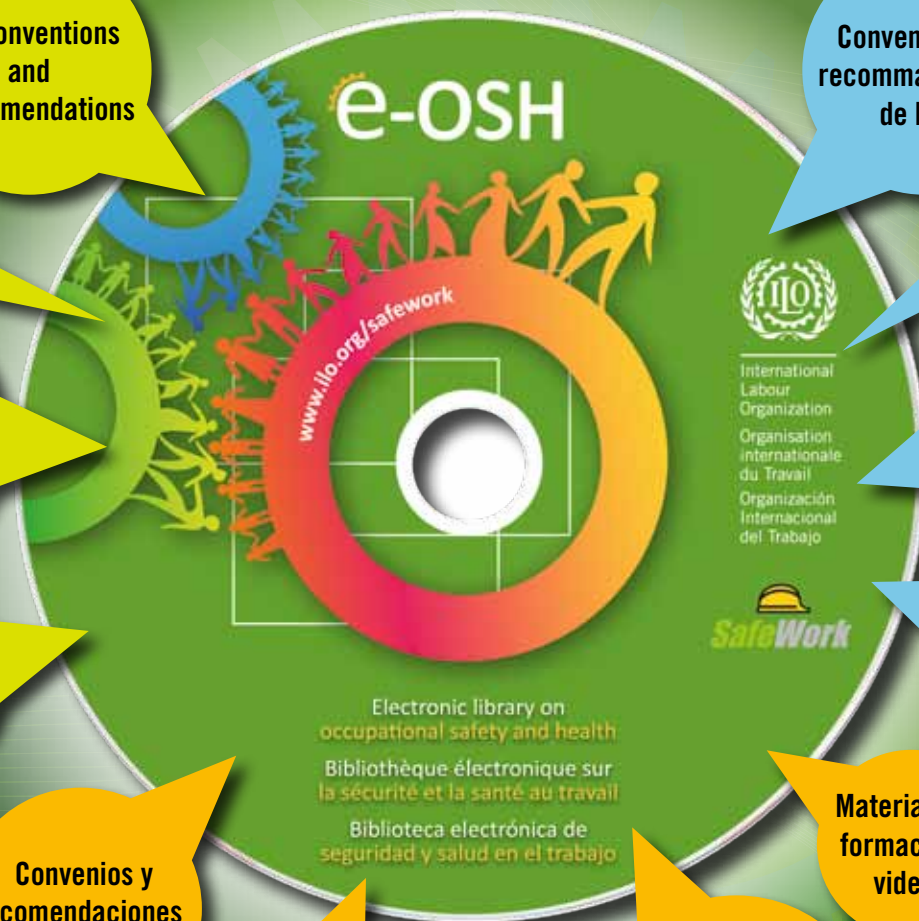 onventions
and
mendations
Conven
recomma
de l
e-OSH
www.ilo.org/safework
ILO
International
Labour
Organization
Organisation
internationale
du Travail
Organización
Internacional
del Trabajo
SafeWork
Electronic library on
occupational safety and health
Bibliothèque électronique sur
la sécurité et la santé au travail
Biblioteca electrónica de
seguridad y salud en el trabajo
Convenios y
comendaciones
Materia
formac
vide